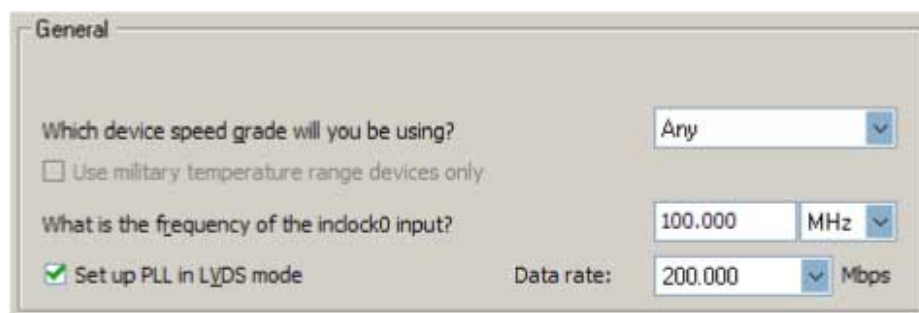 General
Which device speed grade will you be using? Any
Use military temperature range devices only
What is the frequency of the inclock0 input? 100.000 MHz
Set up PLL in LVDS mode Data rate: 200.000 Mbps